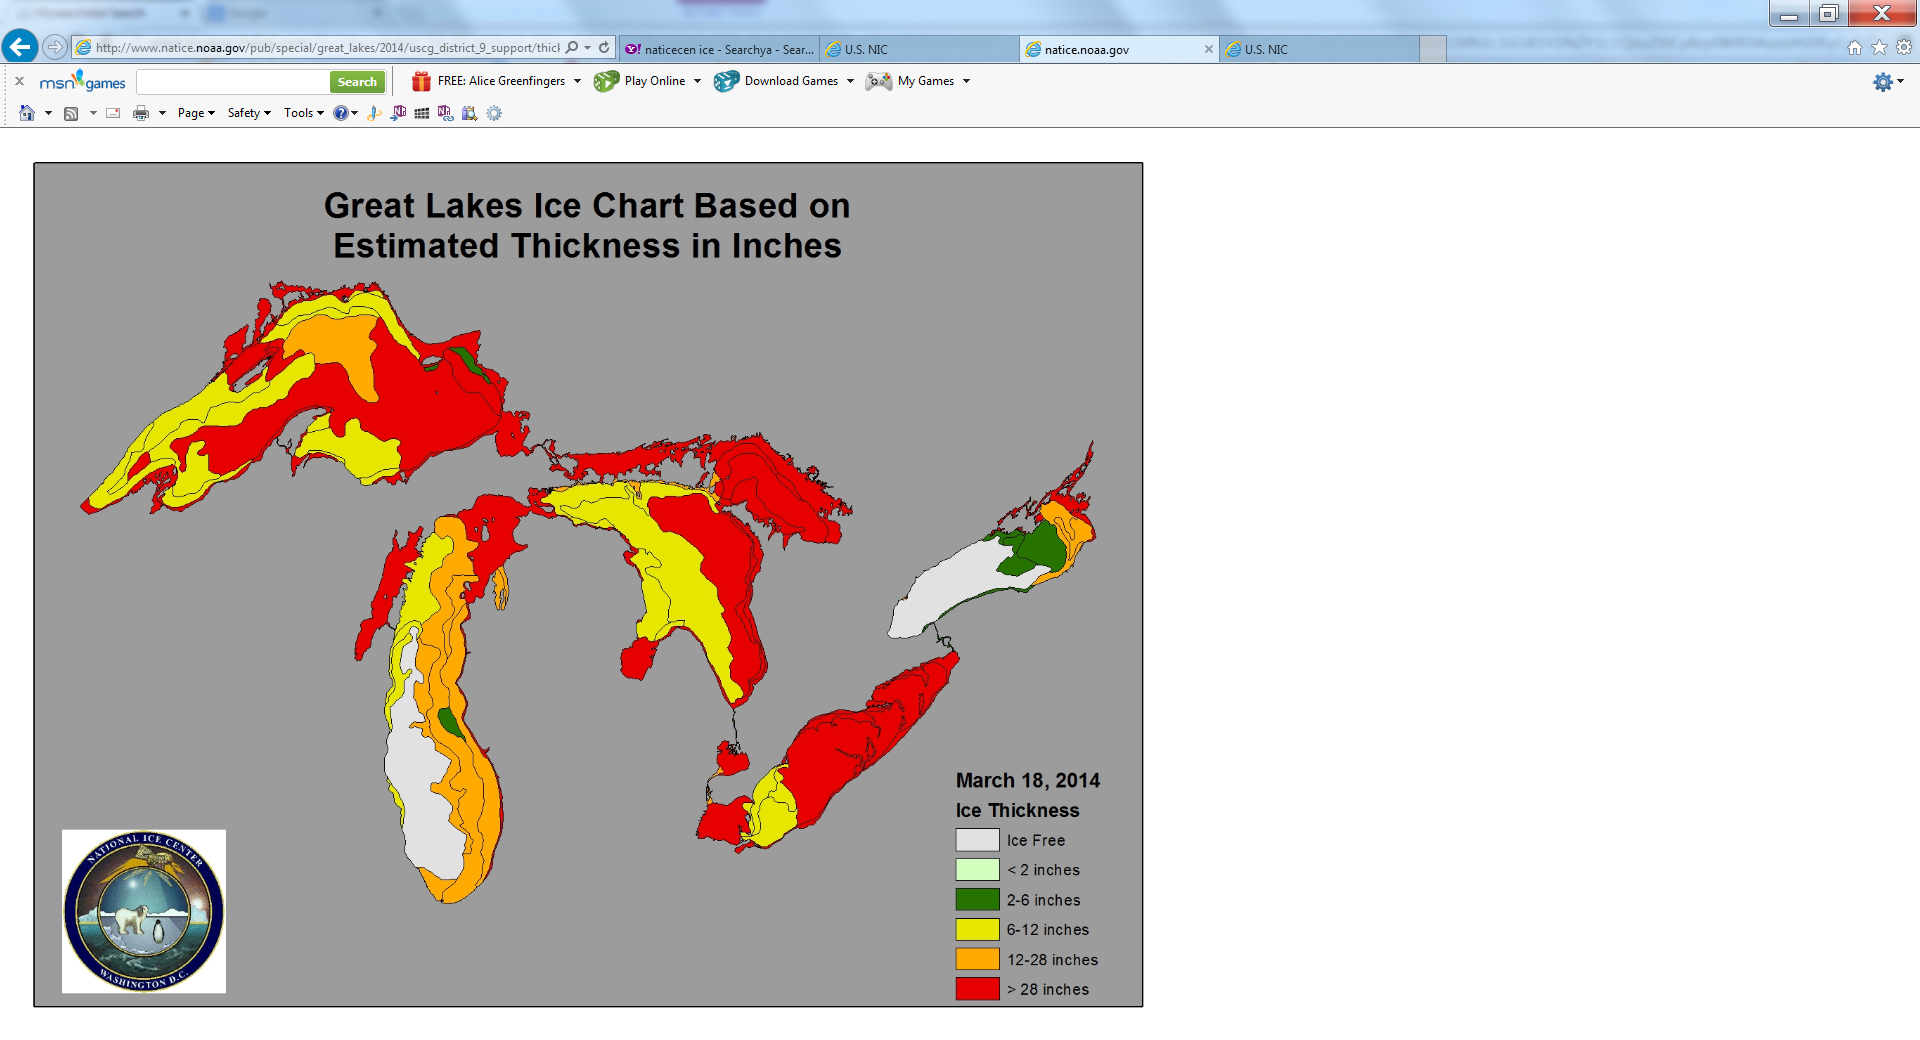 http://www.natice.noaa.gov/pub/special/great_lakes/2014/uscg_district_9_support/thicl
naticecen ice - Searchya - Sear...
U.S. NIC
natice.noaa.gov
U.S. NIC
msn games
Search
FREE: Alice Greenfingers
Play Online
Download Games
My Games
Page
Safety
Tools
Great Lakes Ice Chart Based on
Estimated Thickness in Inches
March 18, 2014
Ice Thickness
Ice Free
< 2 inches
2-6 inches
6-12 inches
12-28 inches
> 28 inches
NATIONAL ICE CENTER
WASHINGTON D.C.